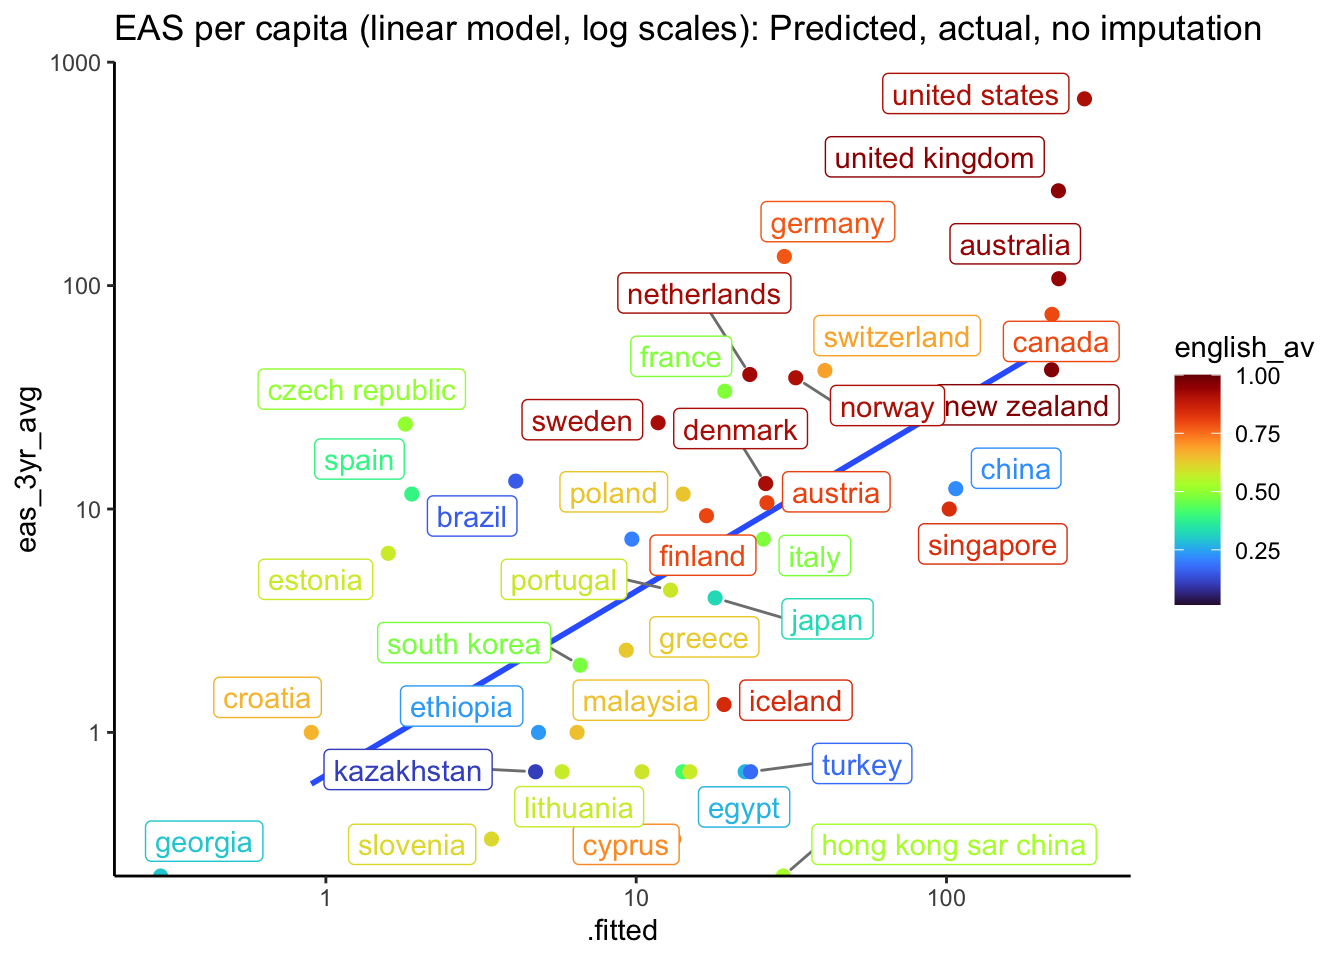 EAS per capita (linear model, log scales): Predicted, actual, no imputation
1000
united states
united kingdom
germany
australia
100
netherlands
switzerland
canada
france
english_av
1.00
czech republic
norway
new zealand
sweden
denmark
0.75
eas_3yr_avg
spain
china
poland
austria
0.50
10
brazil
singapore
finland
italy
0.25
estonia
portugal
japan
south korea
greece
croatia
ethiopia
malaysia
iceland
1
kazakhstan
turkey
lithuania
egypt
georgia
slovenia
cyprus
hong kong sar china
1
10
100
.fitted